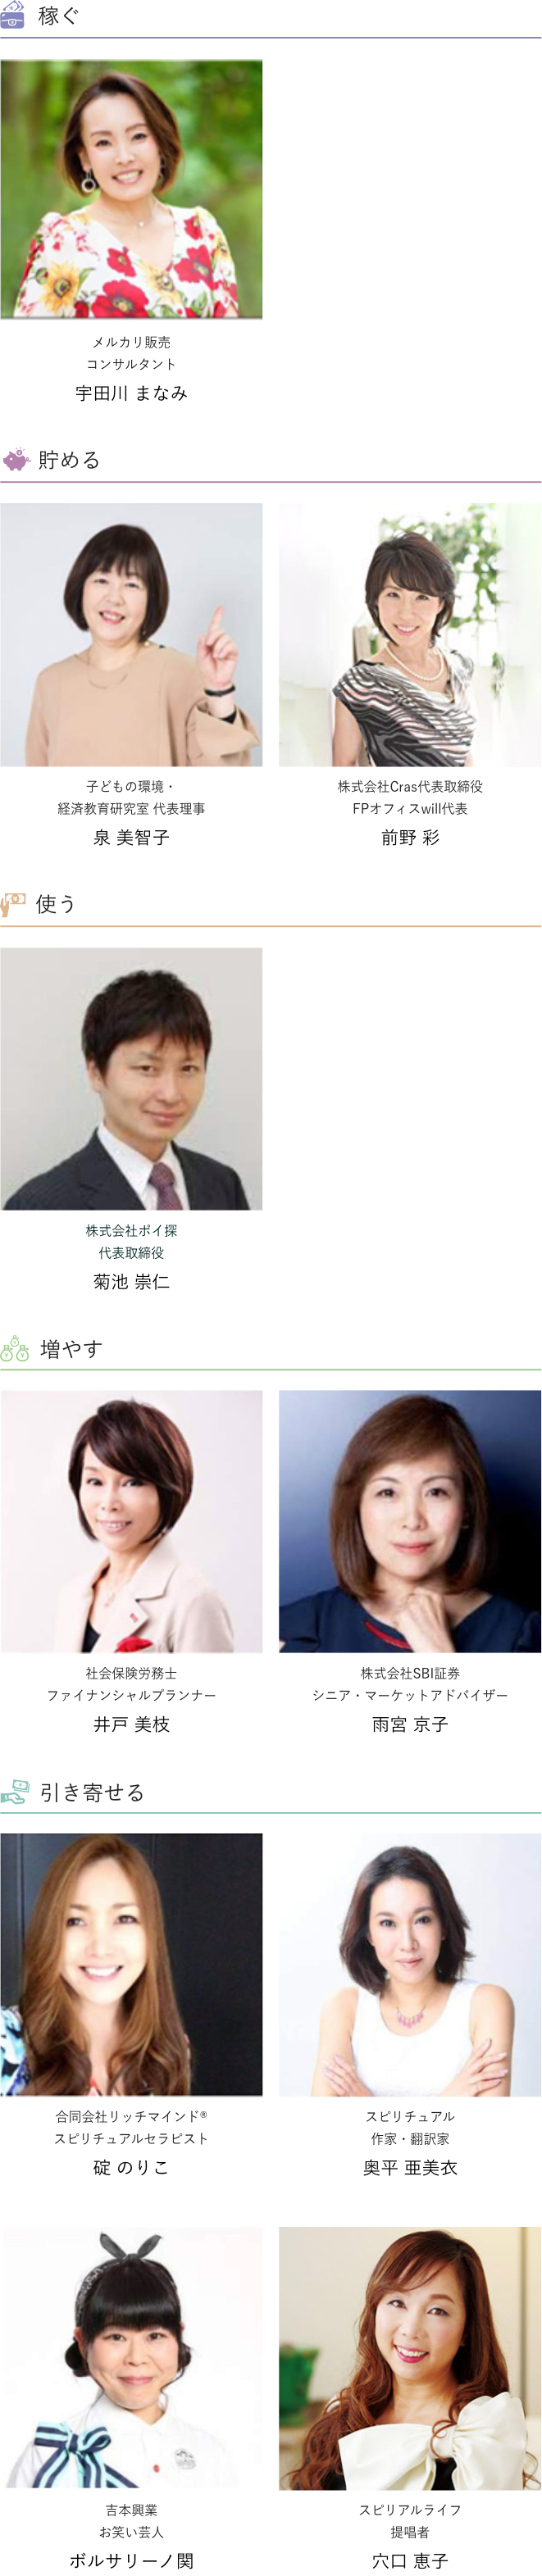 稼ぐ
メルカリ販売
コンサルタント
宇田川 まなみ
貯める
子どもの環境・
経済教育研究室 代表理事
泉 美智子
株式会社Cras代表取締役
FPオフィスwill代表
前野 彩
使う
株式会社ポイ探
代表取締役
菊池 崇仁
増やす
社会保険労務士
ファイナンシャルプランナー
井戸 美枝
株式会社SBI証券
シニア・マーケットアドバイザー
雨宮 京子
引き寄せる
合同会社リッチマインド®
スピリチュアルセラピスト
碇 のりこ
スピリチュアル
作家・翻訳家
奥平 亜美衣
吉本興業
お笑い芸人
ボルサリーノ関
スピリアルライフ
提唱者
穴口 恵子